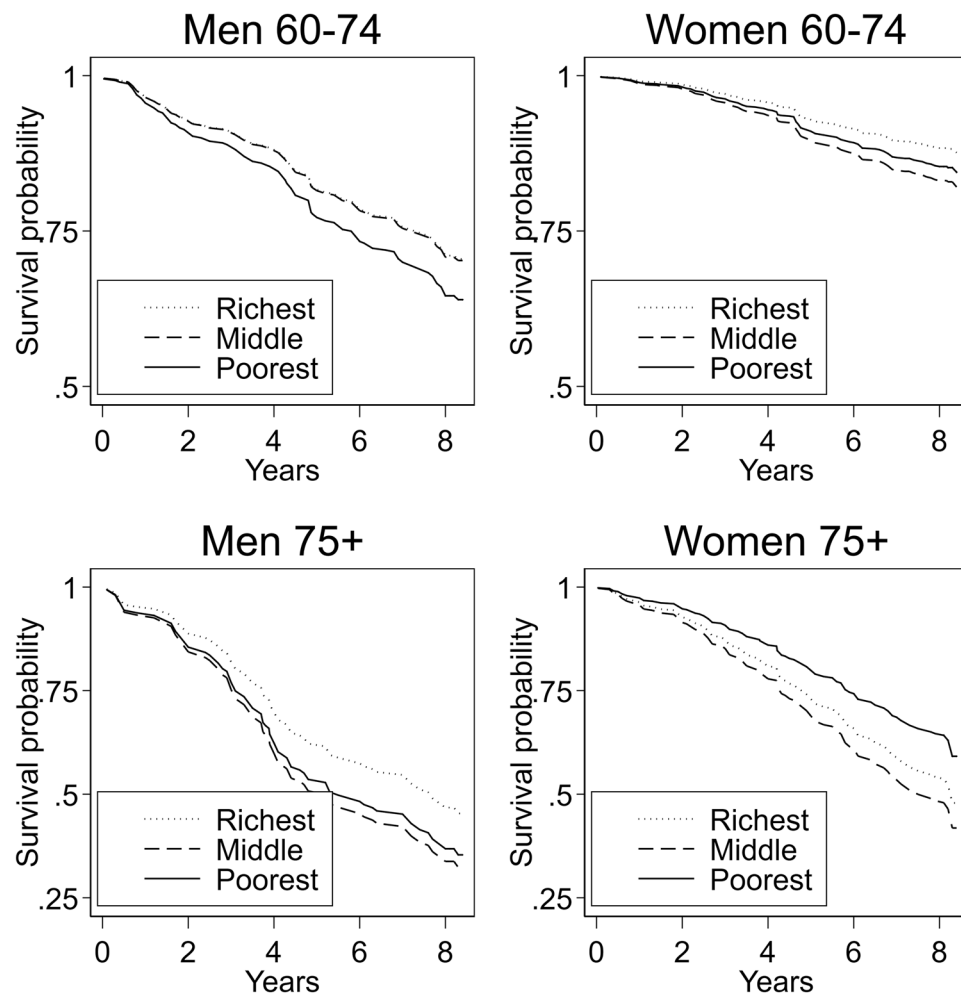 Men 60-74
Survival probability
1
.75
.5
Richest
Middle
Poorest
0 2 4 6 8
Years
Women 60-74
Survival probability
1
.75
.5
Richest
Middle
Poorest
0 2 4 6 8
Years
Men 75+
Survival probability
1
.75
.5
.25
Richest
Middle
Poorest
0 2 4 6 8
Years
Women 75+
Survival probability
1
.75
.5
.25
Richest
Middle
Poorest
0 2 4 6 8
Years